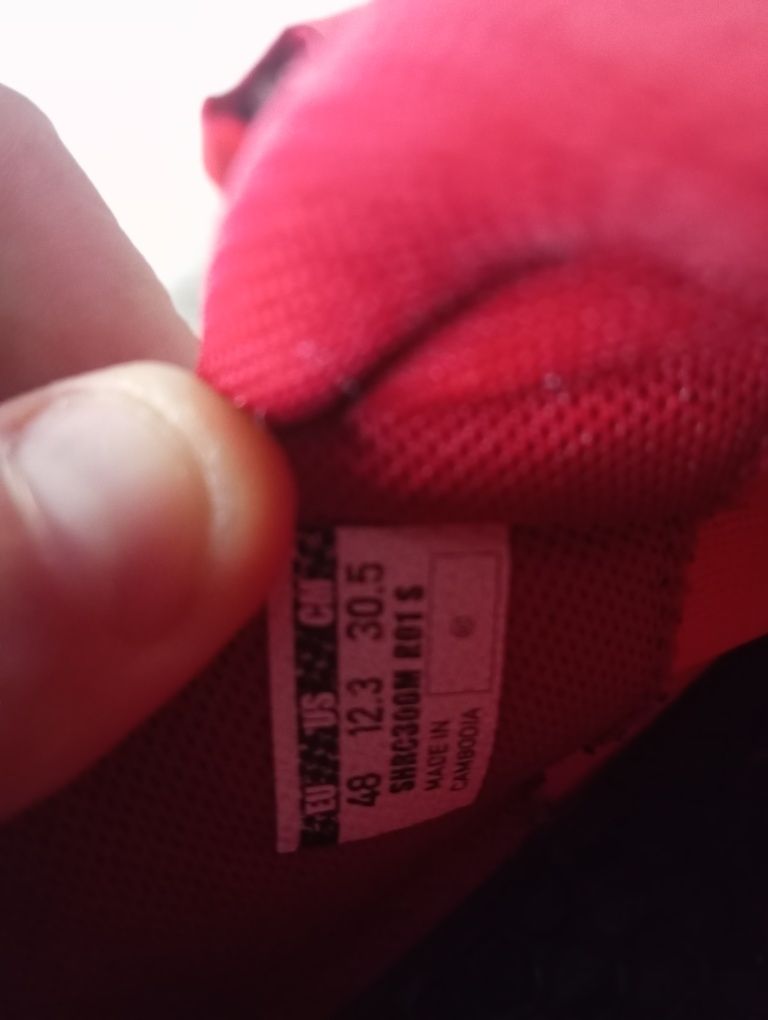 EU US CM
48 12.3 30.5
SHRC300M R01 S
MADE IN
CAMBODIA